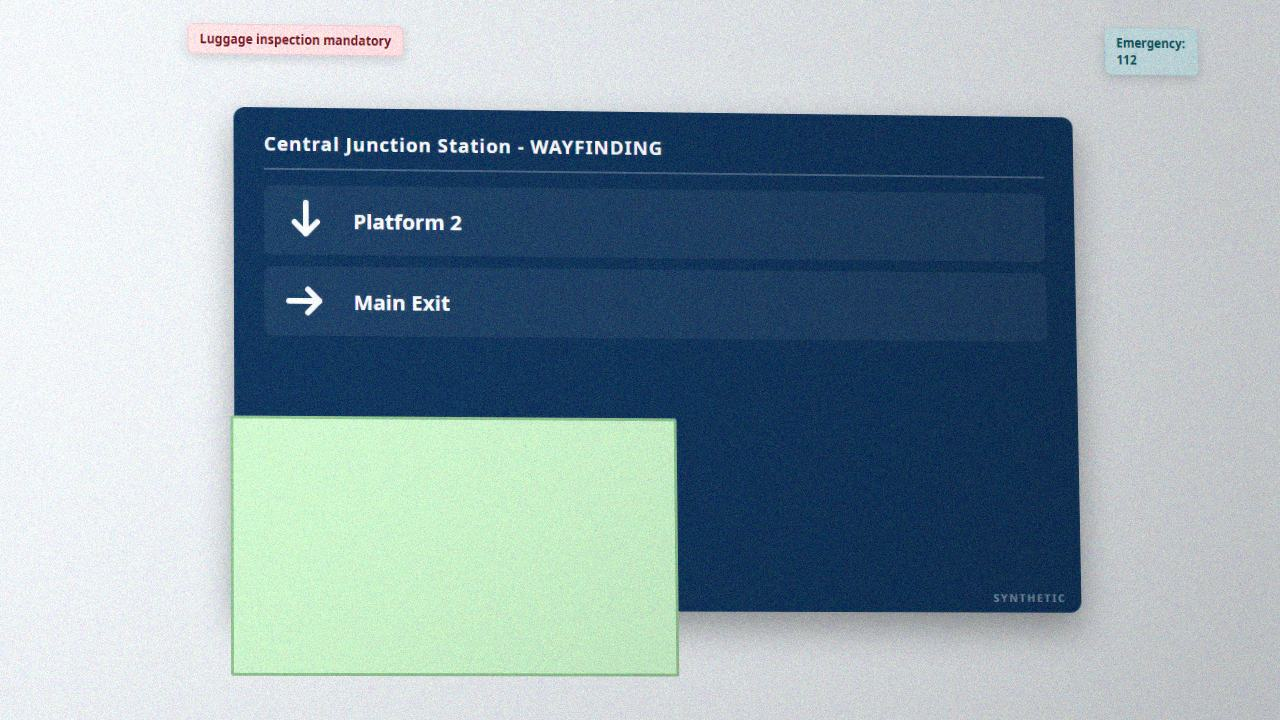 Luggage inspection mandatory
Emergency:
112
Central Junction Station - WAYFINDING
↓ Platform 2
→ Main Exit
SYNTHETIC